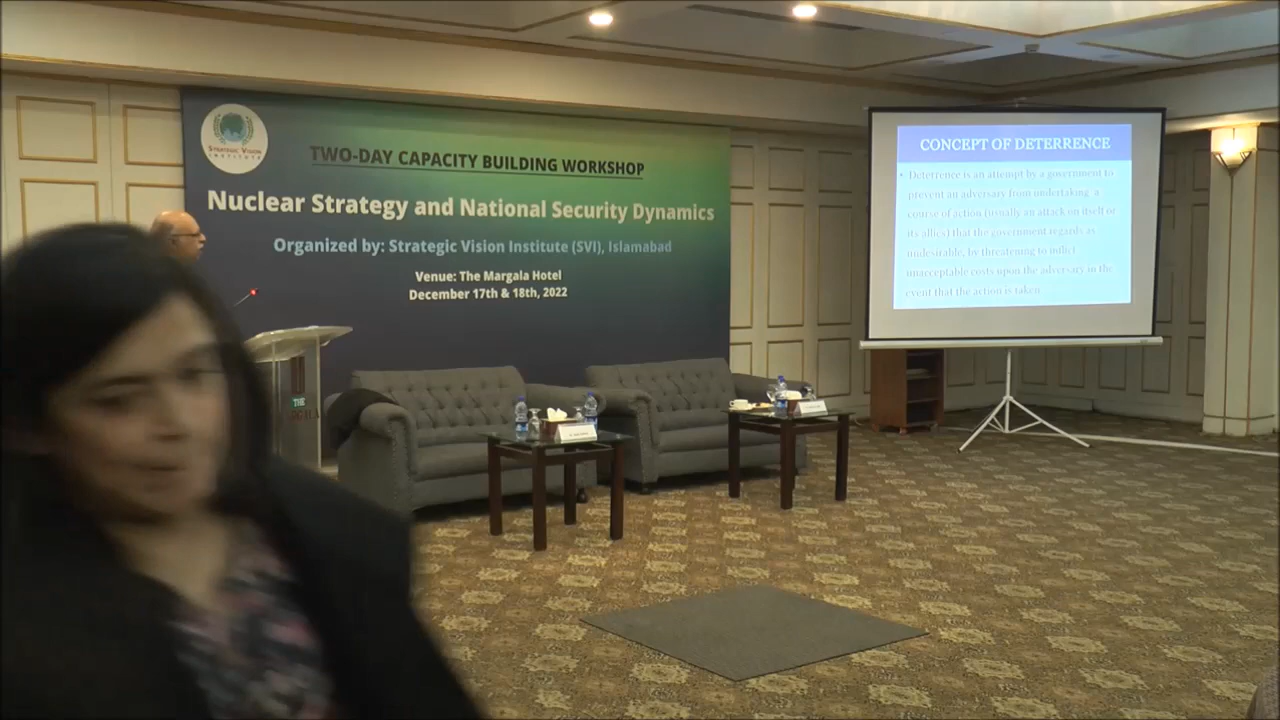 STRATEGIC VISION
INSTITUTE
TWO-DAY CAPACITY BUILDING WORKSHOP
Nuclear Strategy and National Security Dynamics
Organized by: Strategic Vision Institute (SVI), Islamabad
Venue: The Margala Hotel
December 17th & 18th, 2022
THE
MARGALA
CONCEPT OF DETERRENCE
• Deterrence is an attempt by a government to
prevent an adversary from undertaking a
course of action (usually an attack on itself or
its allies) that the government regards as
undesirable, by threatening to inflict
unacceptable costs upon the adversary in the
event that the action is taken